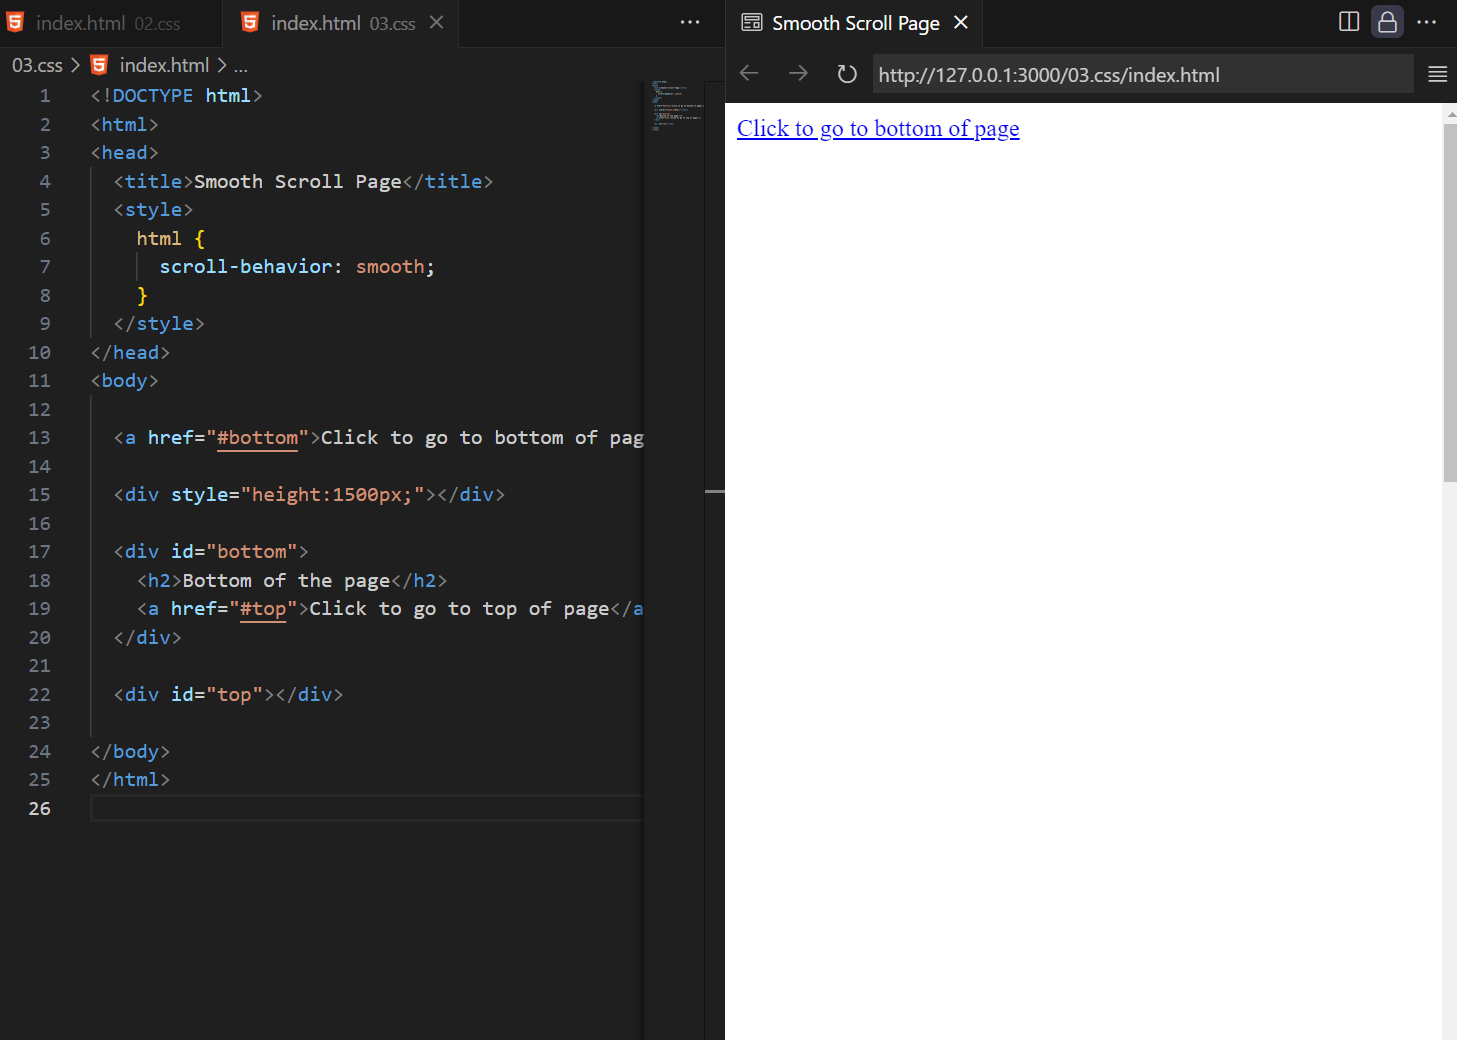 index.html 02.css
index.html 03.css
03.css > index.html > ...
1 <!DOCTYPE html>
2 <html>
3 <head>
4 <title>Smooth Scroll Page</title>
5 <style>
6 html {
7 scroll-behavior: smooth;
8 }
9 </style>
10 </head>
11 <body>
12
13 <a href="#bottom">Click to go to bottom of pag
14
15 <div style="height:1500px;"></div>
16
17 <div id="bottom">
18 <h2>Bottom of the page</h2>
19 <a href="#top">Click to go to top of page</a
20 </div>
21
22 <div id="top"></div>
23
24 </body>
25 </html>
26
Smooth Scroll Page
http://127.0.0.1:3000/03.css/index.html
Click to go to bottom of page